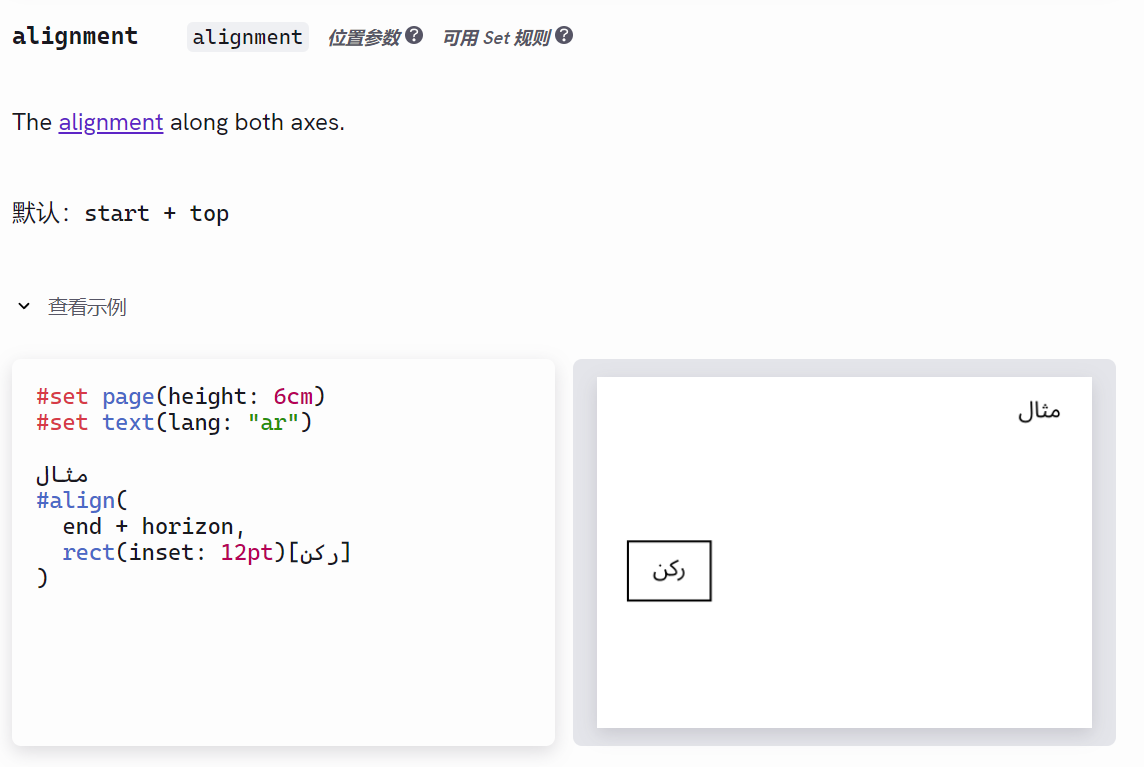 alignment alignment 位置参数 ? 可用 Set 规则 ?
The alignment along both axes.
默认：start + top
查看示例
#set page(height: 6cm)
#set text(lang: "ar")
مثال
#align(
end + horizon,
rect(inset: 12pt)[ركن]
)
مثال
ركن